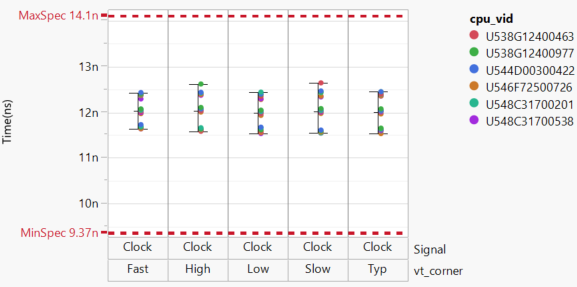 MaxSpec 14.1n
13n
12n
11n
10n
MinSpec 9.37n
Time(ns)
Clock Clock Clock Clock Clock Signal
Fast High Low Slow Typ vt_corner
cpu_vid
U538G12400463
U538G12400977
U544D00300422
U546F72500726
U548C31700201
U548C31700538